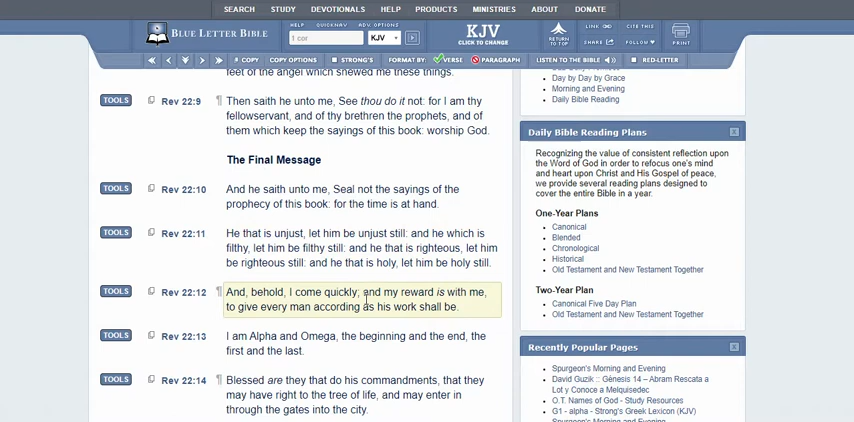 SEARCH STUDY DEVOTIONALS HELP PRODUCTS MINISTRIES ABOUT DONATE
BLUE LETTER BIBLE
HELP QUICKNAV ADV. OPTIONS
1 cor KJV
KJV
CLICK TO CHANGE
RETURN
TO TOP
LINK CITE THIS
SHARE FOLLOW
PRINT
COPY COPY OPTIONS STRONG'S FORMAT BY VERSE PARAGRAPH LISTEN TO THE BIBLE RED-LETTER
feet of the angel which shewed me these things.
TOOLS Rev 22:9 ¶ Then saith he unto me, See thou do it not: for I am thy
fellowservant, and of thy brethren the prophets, and of
them which keep the sayings of this book: worship God.
The Final Message
TOOLS Rev 22:10 And he saith unto me, Seal not the sayings of the
prophecy of this book: for the time is at hand.
TOOLS Rev 22:11 He that is unjust, let him be unjust still: and he which is
filthy, let him be filthy still: and he that is righteous, let him
be righteous still: and he that is holy, let him be holy still.
TOOLS Rev 22:12 ¶ And, behold, I come quickly; and my reward is with me,
to give every man according as his work shall be.
TOOLS Rev 22:13 I am Alpha and Omega, the beginning and the end, the
first and the last.
TOOLS Rev 22:14 ¶ Blessed are they that do his commandments, that they
may have right to the tree of life, and may enter in
through the gates into the city.
Day by Day by Grace
Morning and Evening
Daily Bible Reading
Daily Bible Reading Plans
Recognizing the value of consistent reflection upon
the Word of God in order to refocus one's mind
and heart upon Christ and His Gospel of peace,
we provide several reading plans designed to
cover the entire Bible in a year.
One-Year Plans
Canonical
Blended
Chronological
Historical
Old Testament and New Testament Together
Two-Year Plan
Canonical Five Day Plan
Old Testament and New Testament Together
Recently Popular Pages
Spurgeon's Morning and Evening
David Guzik :: Génesis 14 – Abram Rescata a
Lot y Conoce a Melquisedec
O.T. Names of God - Study Resources
G1 - alpha - Strong's Greek Lexicon (KJV)